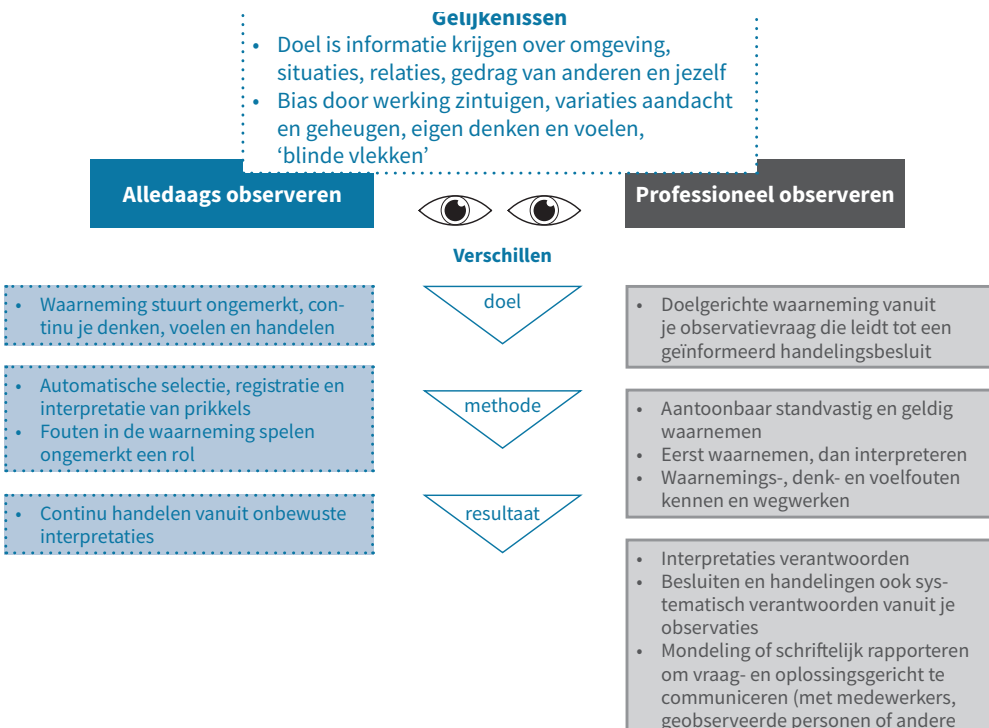 Gelijkenissen
• Doel is informatie krijgen over omgeving,
situaties, relaties, gedrag van anderen en jezelf
• Bias door werking zintuigen, variaties aandacht
en geheugen, eigen denken en voelen,
‘blinde vlekken’
Alledaags observeren
Professioneel observeren
Verschillen
• Waarneming stuurt ongemerkt, con-
tinu je denken, voelen en handelen
doel
• Doelgerichte waarneming vanuit
je observatievraag die leidt tot een
geïnformeerd handelingsbesluit
• Automatische selectie, registratie en
interpretatie van prikkels
• Fouten in de waarneming spelen
ongemerkt een rol
methode
• Aantoonbaar standvastig en geldig
waarnemen
• Eerst waarnemen, dan interpreteren
• Waarnemings-, denk- en voelfouten
kennen en wegwerken
• Continu handelen vanuit onbewuste
interpretaties
resultaat
• Interpretaties verantwoorden
• Besluiten en handelingen ook sys-
tematisch verantwoorden vanuit je
observaties
• Mondeling of schriftelijk rapporteren
om vraag- en oplossingsgericht te
communiceren (met medewerkers,
geobserveerde personen of andere